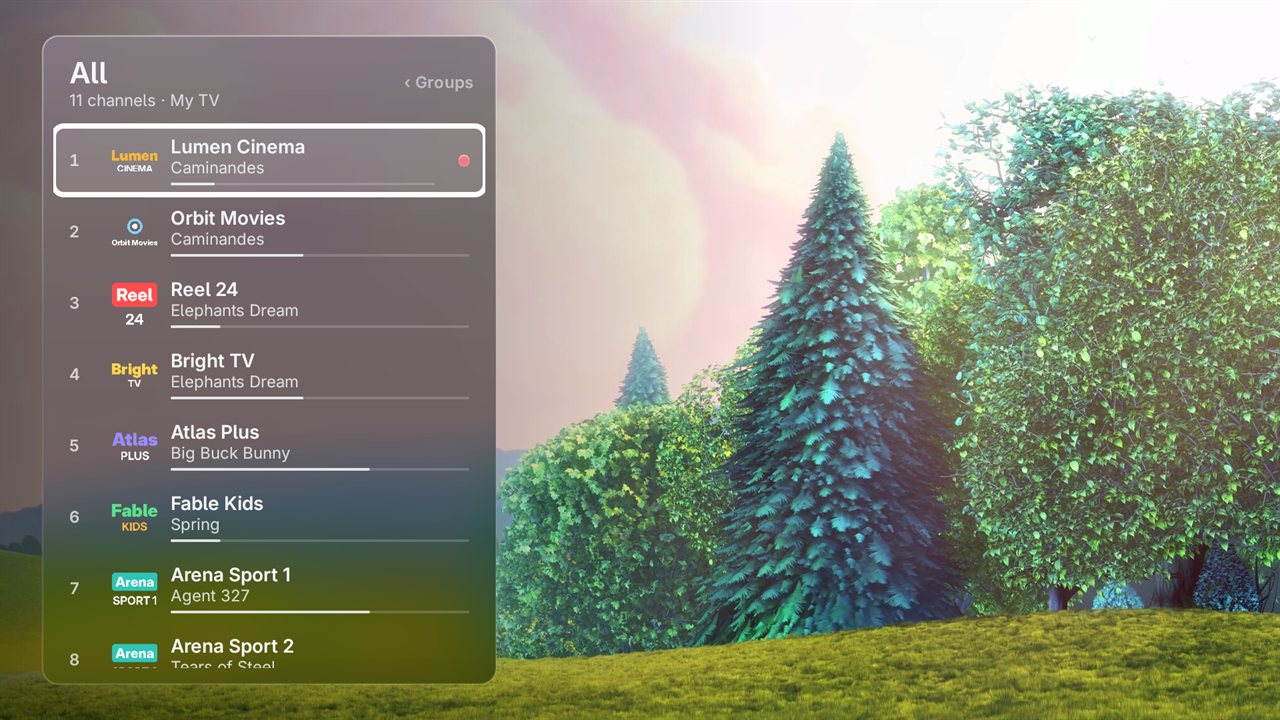 All
11 channels · My TV
‹ Groups
1
Lumen
CINEMA
Lumen Cinema
Caminandes
2
Orbit Movies
Orbit Movies
Caminandes
3
Reel
24
Reel 24
Elephants Dream
4
Bright
TV
Bright TV
Elephants Dream
5
Atlas
PLUS
Atlas Plus
Big Buck Bunny
6
Fable
KIDS
Fable Kids
Spring
7
Arena
SPORT 1
Arena Sport 1
Agent 327
8
Arena
Arena Sport 2
Tears of Steel